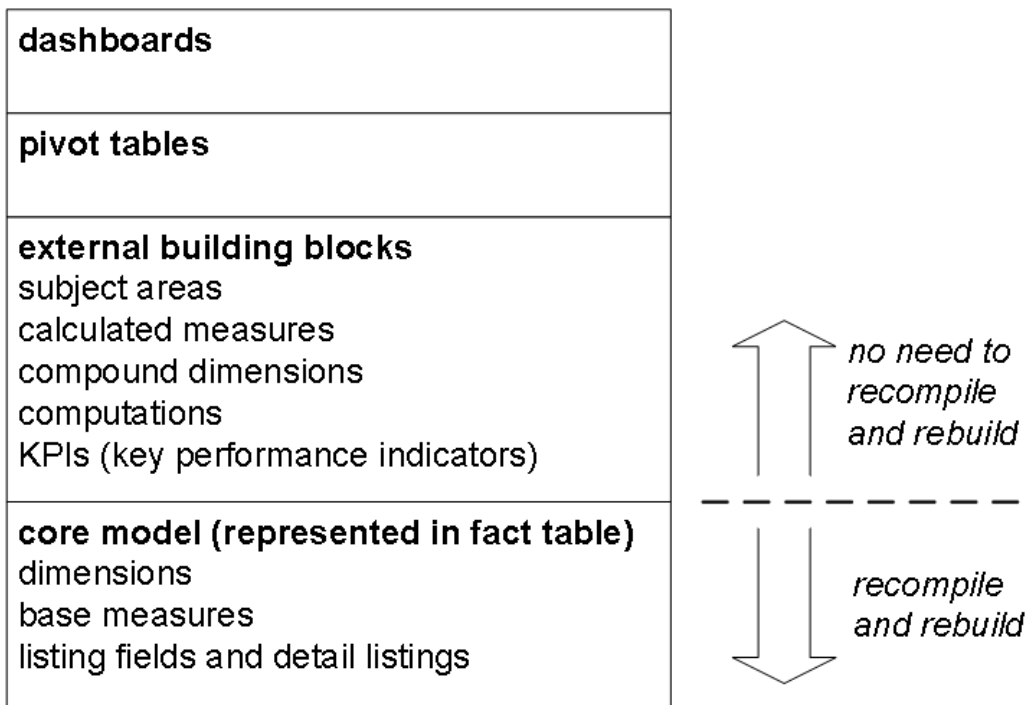 dashboards
pivot tables
external building blocks
subject areas
calculated measures
compound dimensions
computations
KPIs (key performance indicators)
no need to
recompile
and rebuild
core model (represented in fact table)
dimensions
base measures
listing fields and detail listings
recompile
and rebuild